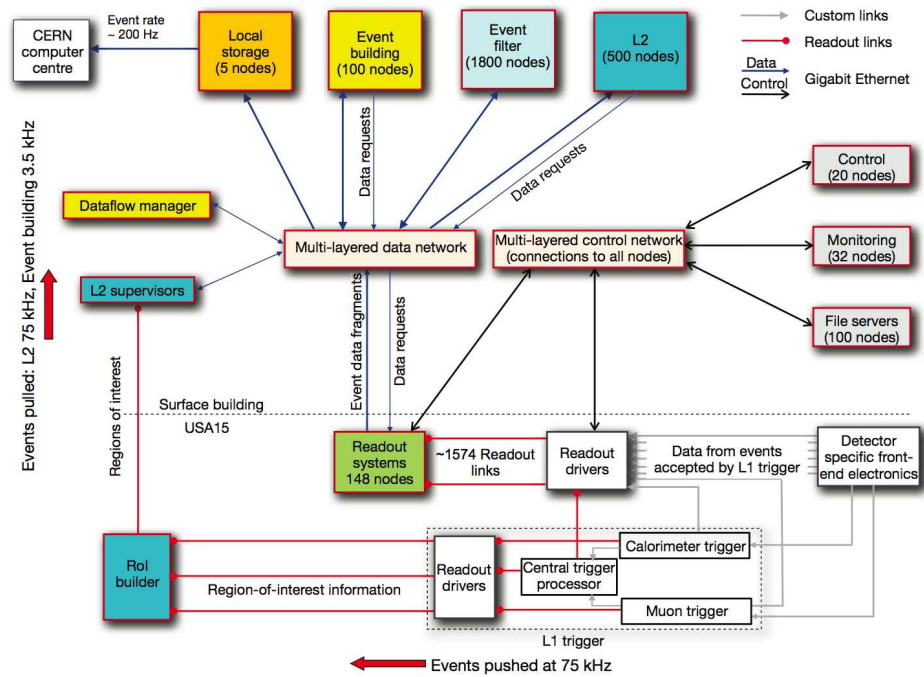 Event rate
~ 200 Hz
CERN
computer
centre
Local
storage
(5 nodes)
Event
building
(100 nodes)
Event
filter
(1800 nodes)
L2
(500 nodes)
Custom links
Readout links
Data
Control
Gigabit Ethernet
Data requests
Data requests
Control
(20 nodes)
Dataflow manager
Multi-layered data network
Multi-layered control network
(connections to all nodes)
Monitoring
(32 nodes)
L2 supervisors
File servers
(100 nodes)
Events pulled: L2 75 kHz, Event building 3.5 kHz
Regions of interest
Event data fragments
Data requests
Surface building
USA15
Readout
systems
148 nodes
~1574 Readout
links
Readout
drivers
Data from events
accepted by L1 trigger
Detector
specific front-
end electronics
RoI
builder
Region-of-interest information
Readout
drivers
Central trigger
processor
Calorimeter trigger
Muon trigger
L1 trigger
Events pushed at 75 kHz